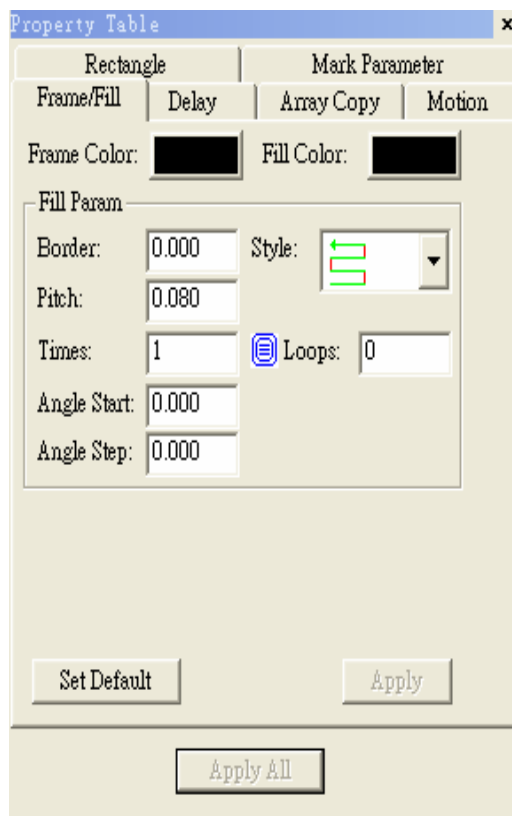 Property Table
Rectangle Mark Parameter
Frame/Fill Delay Array Copy Motion
Frame Color: Fill Color:
Fill Param
Border: 0.000 Style:
Pitch: 0.080
Times: 1 Loops: 0
Angle Start: 0.000
Angle Step: 0.000
Set Default Apply
Apply All